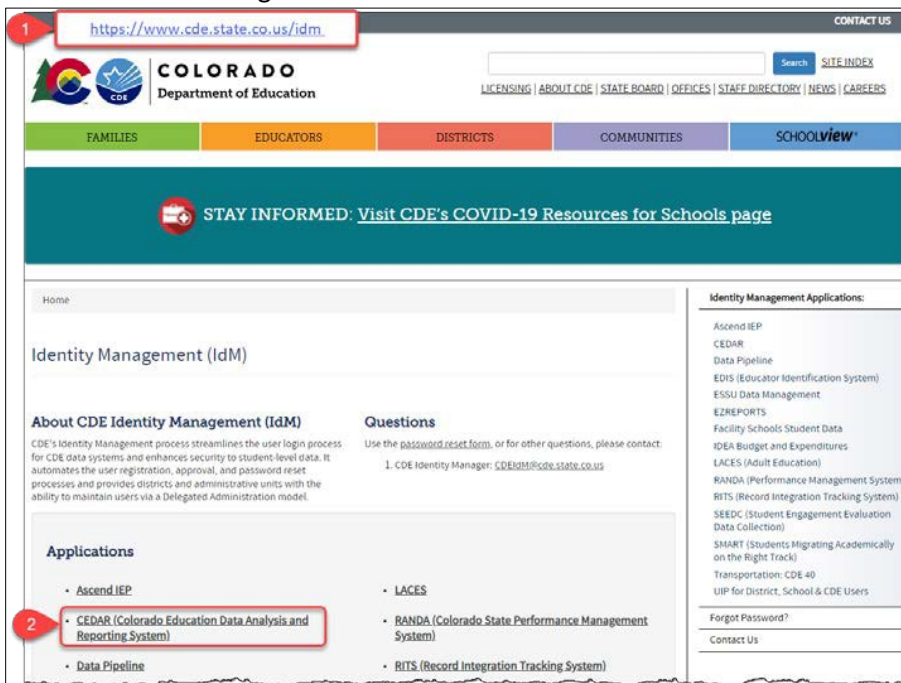 1
https://www.cde.state.co.us/idm
CONTACT US
COLORADO
Department of Education
CDE
Search SITE INDEX
LICENSING | ABOUT CDE | STATE BOARD | OFFICES | STAFF DIRECTORY | NEWS | CAREERS
FAMILIES EDUCATORS DISTRICTS COMMUNITIES SCHOOLVIEW
STAY INFORMED: Visit CDE's COVID-19 Resources for Schools page
Home
Identity Management (IdM)
About CDE Identity Management (IdM)
CDE's Identity Management process streamlines the user login process
for CDE data systems and enhances security to student-level data. It
automates the user registration, approval, and password reset
processes and provides districts and administrative units with the
ability to maintain users via a Delegated Administration model.
Questions
Use the password reset form, or for other questions, please contact:
1. CDE Identity Manager: CDEIdM@cde.state.co.us
Applications
• Ascend IEP
2
• CEDAR (Colorado Education Data Analysis and
Reporting System)
• Data Pipeline
• LACES
• RANDA (Colorado State Performance Management
System)
• RITS (Record Integration Tracking System)
Identity Management Applications:
Ascend IEP
CEDAR
Data Pipeline
EDIS (Educator Identification System)
ESSU Data Management
EZREPORTS
Facility Schools Student Data
IDEA Budget and Expenditures
LACES (Adult Education)
RANDA (Performance Management System
RITS (Record Integration Tracking System)
SEEDC (Student Engagement Evaluation
Data Collection)
SMART (Students Migrating Academically
on the Right Track)
Transportation: CDE 40
UIP for District, School & CDE Users
Forgot Password?
Contact Us